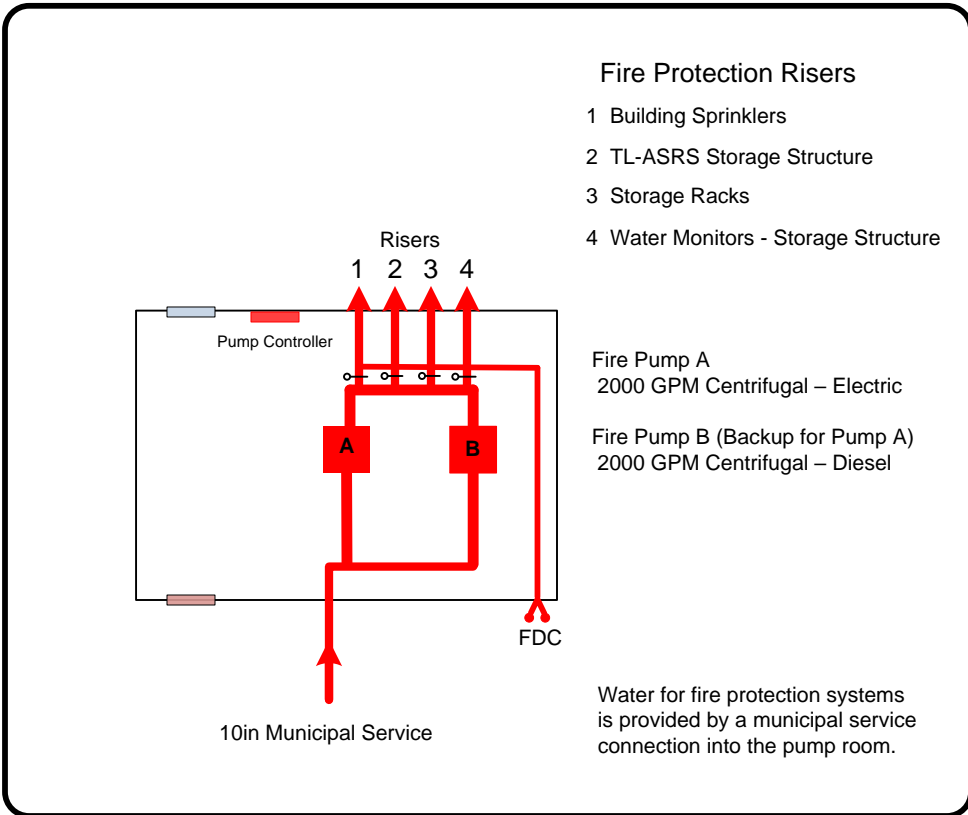 Fire Protection Risers
1 Building Sprinklers
2 TL-ASRS Storage Structure
3 Storage Racks
4 Water Monitors - Storage Structure
Risers
1 2 3 4
Pump Controller
Fire Pump A
2000 GPM Centrifugal – Electric
Fire Pump B (Backup for Pump A)
2000 GPM Centrifugal – Diesel
A B
FDC
10in Municipal Service
Water for fire protection systems
is provided by a municipal service
connection into the pump room.